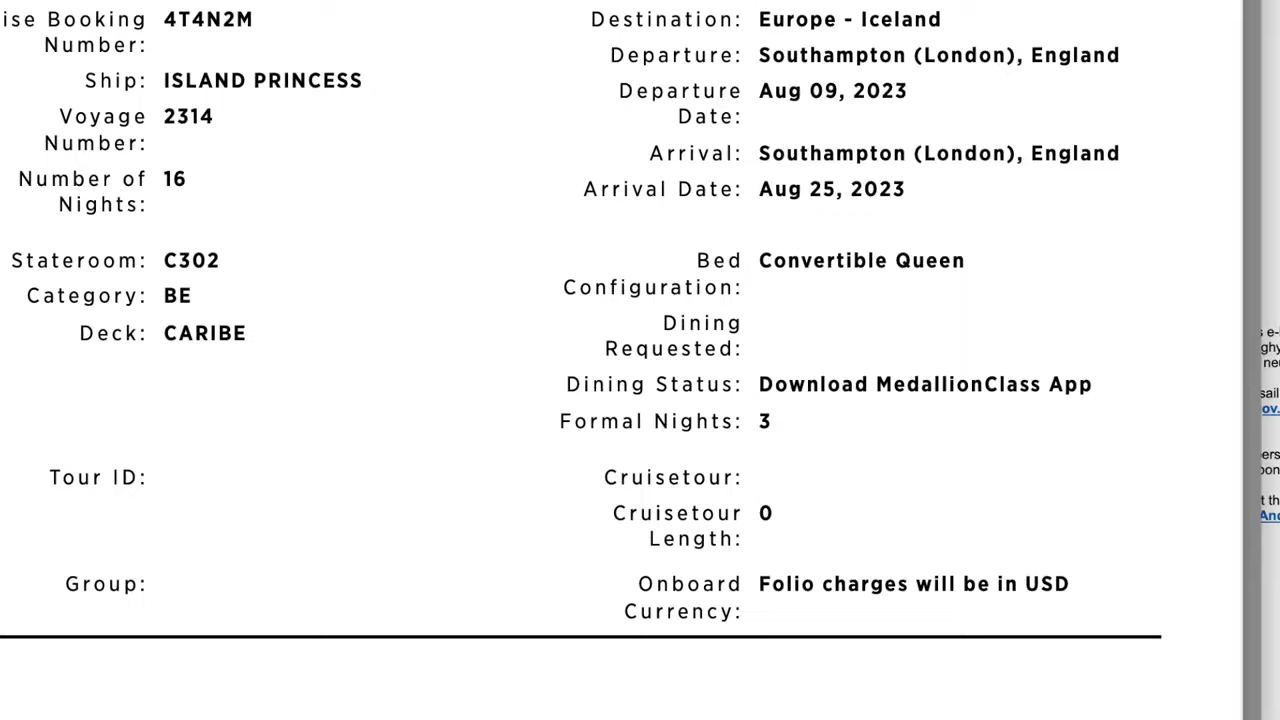 ise Booking 4T4N2M
Number:
Ship: ISLAND PRINCESS
Voyage 2314
Number:
Number of 16
Nights:
Stateroom: C302
Category: BE
Deck: CARIBE
Tour ID:
Group:
Destination: Europe - Iceland
Departure: Southampton (London), England
Departure Aug 09, 2023
Date:
Arrival: Southampton (London), England
Arrival Date: Aug 25, 2023
Bed Convertible Queen
Configuration:
Dining
Requested:
Dining Status: Download MedallionClass App
Formal Nights: 3
Cruisetour:
Cruisetour 0
Length:
Onboard Folio charges will be in USD
Currency: